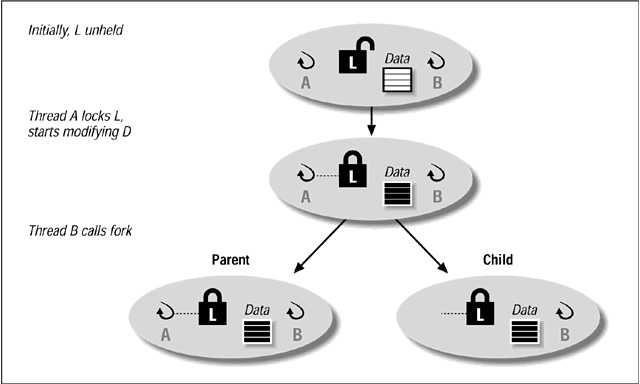 Initially, L unheld
L
Data
A
B
Thread A locks L,
starts modifying D
L
Data
A
B
Thread B calls fork
Parent
Child
L
Data
A
B
L
Data
B